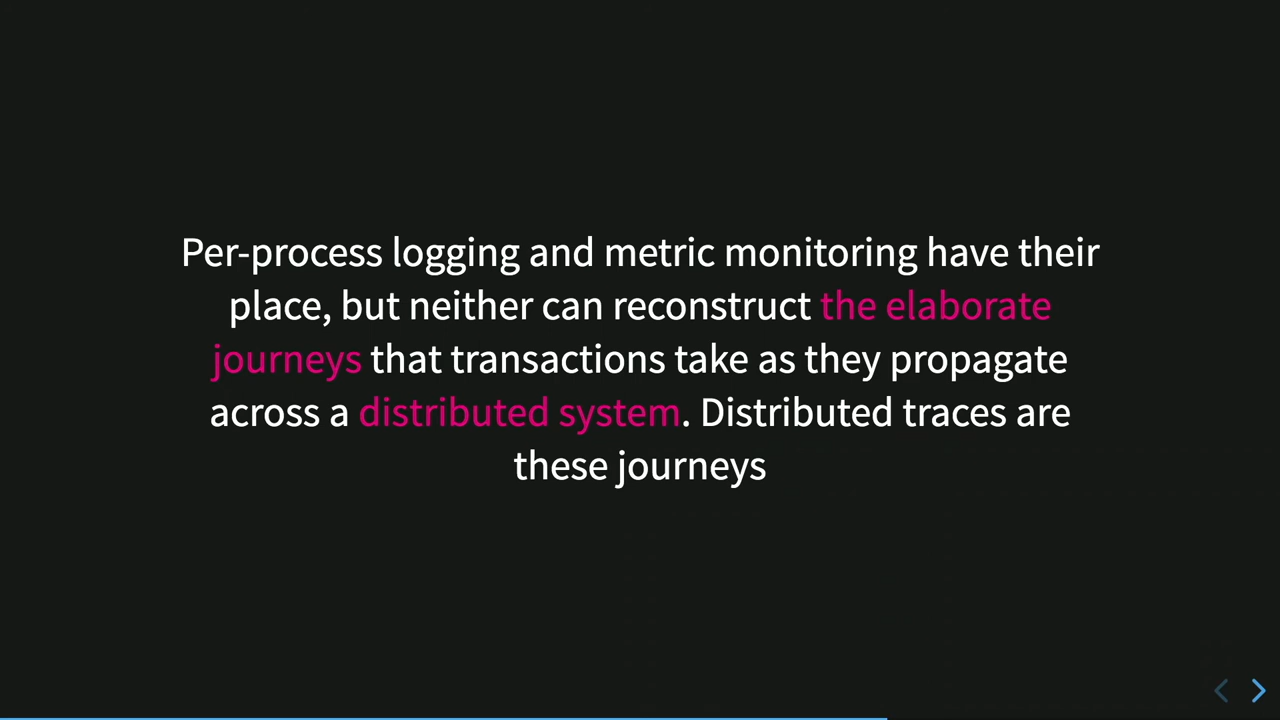 Per-process logging and metric monitoring have their
place, but neither can reconstruct the elaborate
journeys that transactions take as they propagate
across a distributed system. Distributed traces are
these journeys